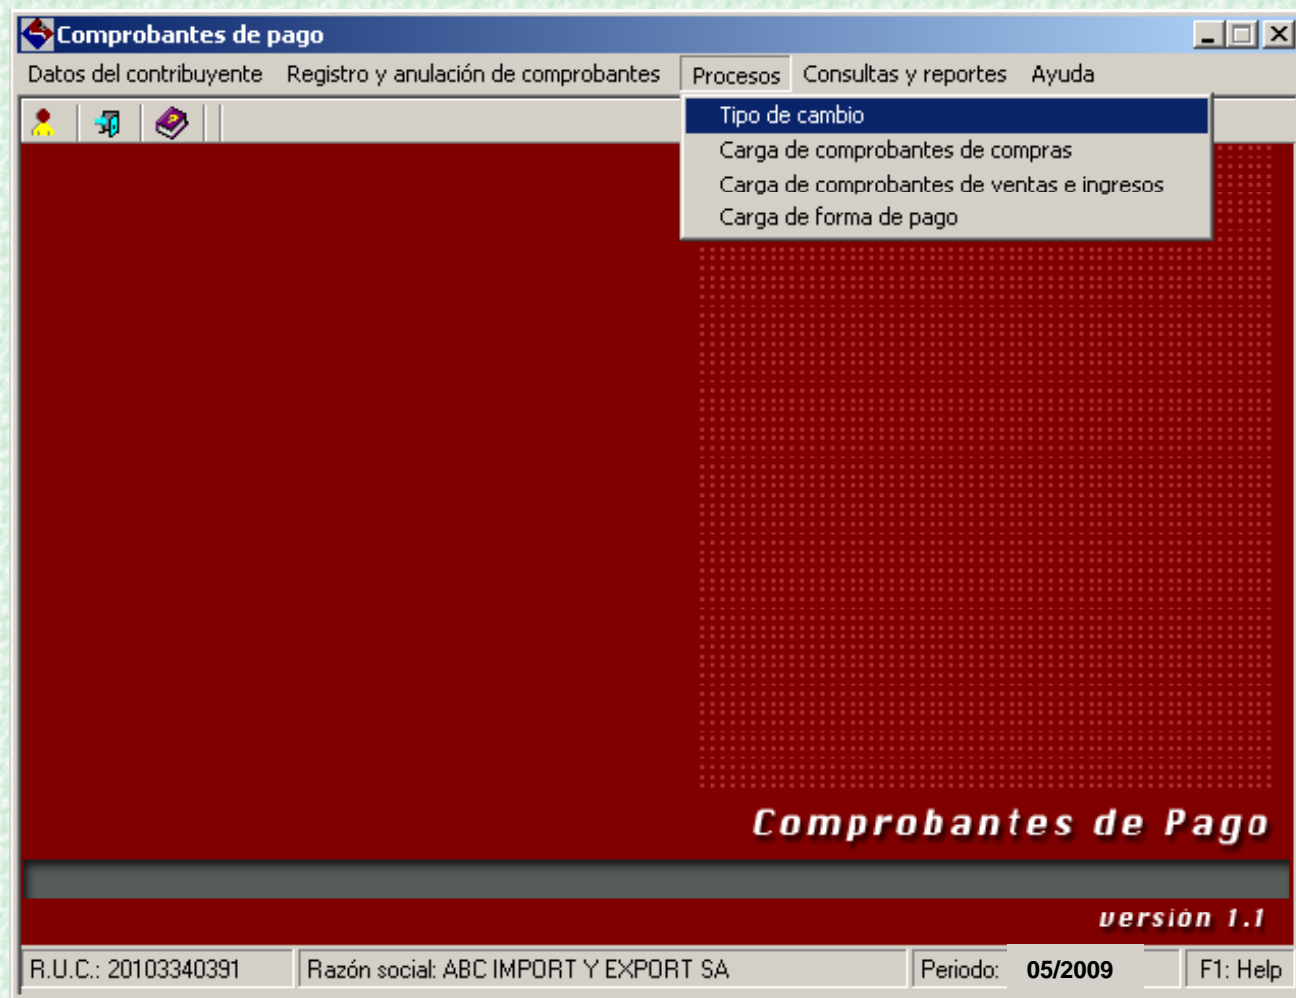 Comprobantes de pago
Datos del contribuyente Registro y anulación de comprobantes Procesos Consultas y reportes Ayuda
Tipo de cambio
Carga de comprobantes de compras
Carga de comprobantes de ventas e ingresos
Carga de forma de pago
Comprobantes de Pago
versión 1.1
R.U.C.: 20103340391 Razón social: ABC IMPORT Y EXPORT SA Periodo: 05/2009 F1: Help